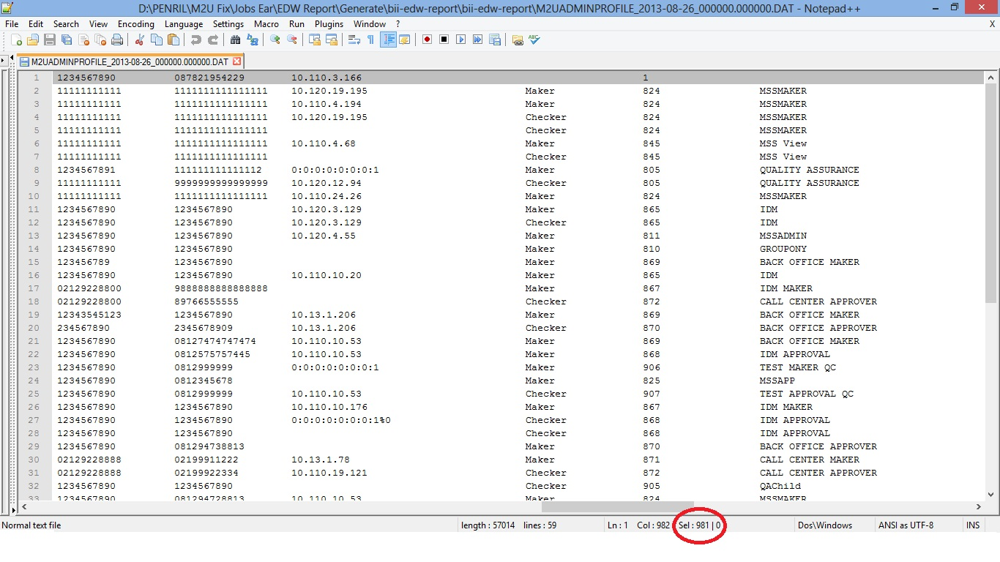 D:\PENRIL\M2U Fix\Jobs Ear\EDW Report\Generate\bii-edw-report\bii-edw-report\M2UADMINPROFILE_2013-08-26_000000.000000.DAT - Notepad++
File Edit Search View Encoding Language Settings Macro Run Plugins Window ? X
M2UADMINPROFILE_2013-08-26_000000.000000.DAT
1 1234567890 087821954229 10.110.3.166 1
2 11111111111 1111111111111111 10.120.19.195 Maker 824 MSSMAKER
3 11111111111 1111111111111111 10.110.4.194 Maker 824 MSSMAKER
4 11111111111 1111111111111111 10.120.19.195 Checker 824 MSSMAKER
5 11111111111 1111111111111111 Checker 824 MSSMAKER
6 11111111111 1111111111111111 10.110.4.68 Maker 845 MSS View
7 11111111111 1111111111111111 Checker 845 MSS View
8 1234567891 111111111111112 0:0:0:0:0:0:0:1 Maker 805 QUALITY ASSURANCE
9 11111111111 9999999999999999 10.120.12.94 Checker 805 QUALITY ASSURANCE
10 11111111111 1111111111111111 10.110.24.26 Maker 824 MSSMAKER
11 1234567890 1234567890 10.120.3.129 Maker 865 IDM
12 1234567890 1234567890 10.120.3.129 Checker 865 IDM
13 1234567890 1234567890 10.120.4.55 Maker 811 MSSADMIN
14 1234567890 1234567890 Maker 810 GROUPONY
15 123456789 1234567890 Maker 869 BACK OFFICE MAKER
16 1234567890 1234567890 10.110.10.20 Maker 865 IDM
17 02129228800 9888888888888888 Maker 867 IDM MAKER
18 02129228800 89766555555 Checker 872 CALL CENTER APPROVER
19 12343545123 1234567890 10.13.1.206 Maker 869 BACK OFFICE MAKER
20 234567890 2345678909 10.13.1.206 Checker 870 BACK OFFICE APPROVER
21 1234567890 08127474747474 10.110.10.53 Maker 869 BACK OFFICE MAKER
22 1234567890 0812575757445 10.110.10.53 Maker 868 IDM APPROVAL
23 1234567890 0812999999 0:0:0:0:0:0:0:1 Maker 906 TEST MAKER QC
24 1234567890 0812345678 Maker 825 MSSAPP
25 1234567890 0812999999 10.110.10.53 Checker 907 TEST APPROVAL QC
26 1234567890 1234567890 10.110.10.176 Maker 867 IDM MAKER
27 1234567890 1234567890 0:0:0:0:0:0:0:1%0 Checker 868 IDM APPROVAL
28 1234567890 1234567890 Checker 868 IDM APPROVAL
29 1234567890 081294738813 Maker 870 BACK OFFICE APPROVER
30 02129228888 02199911222 10.13.1.78 Maker 871 CALL CENTER MAKER
31 02129228888 02199922334 10.110.19.121 Checker 872 CALL CENTER APPROVER
32 1234567890 1234567890 Checker 905 QAChild
33 1234567890 081294728813 10.110.10.53 Maker 824 MSSMAKER
Normal text file length : 57014 lines : 59 Ln : 1 Col : 982 Sel : 981 | 0 Dos\Windows ANSI as UTF-8 INS